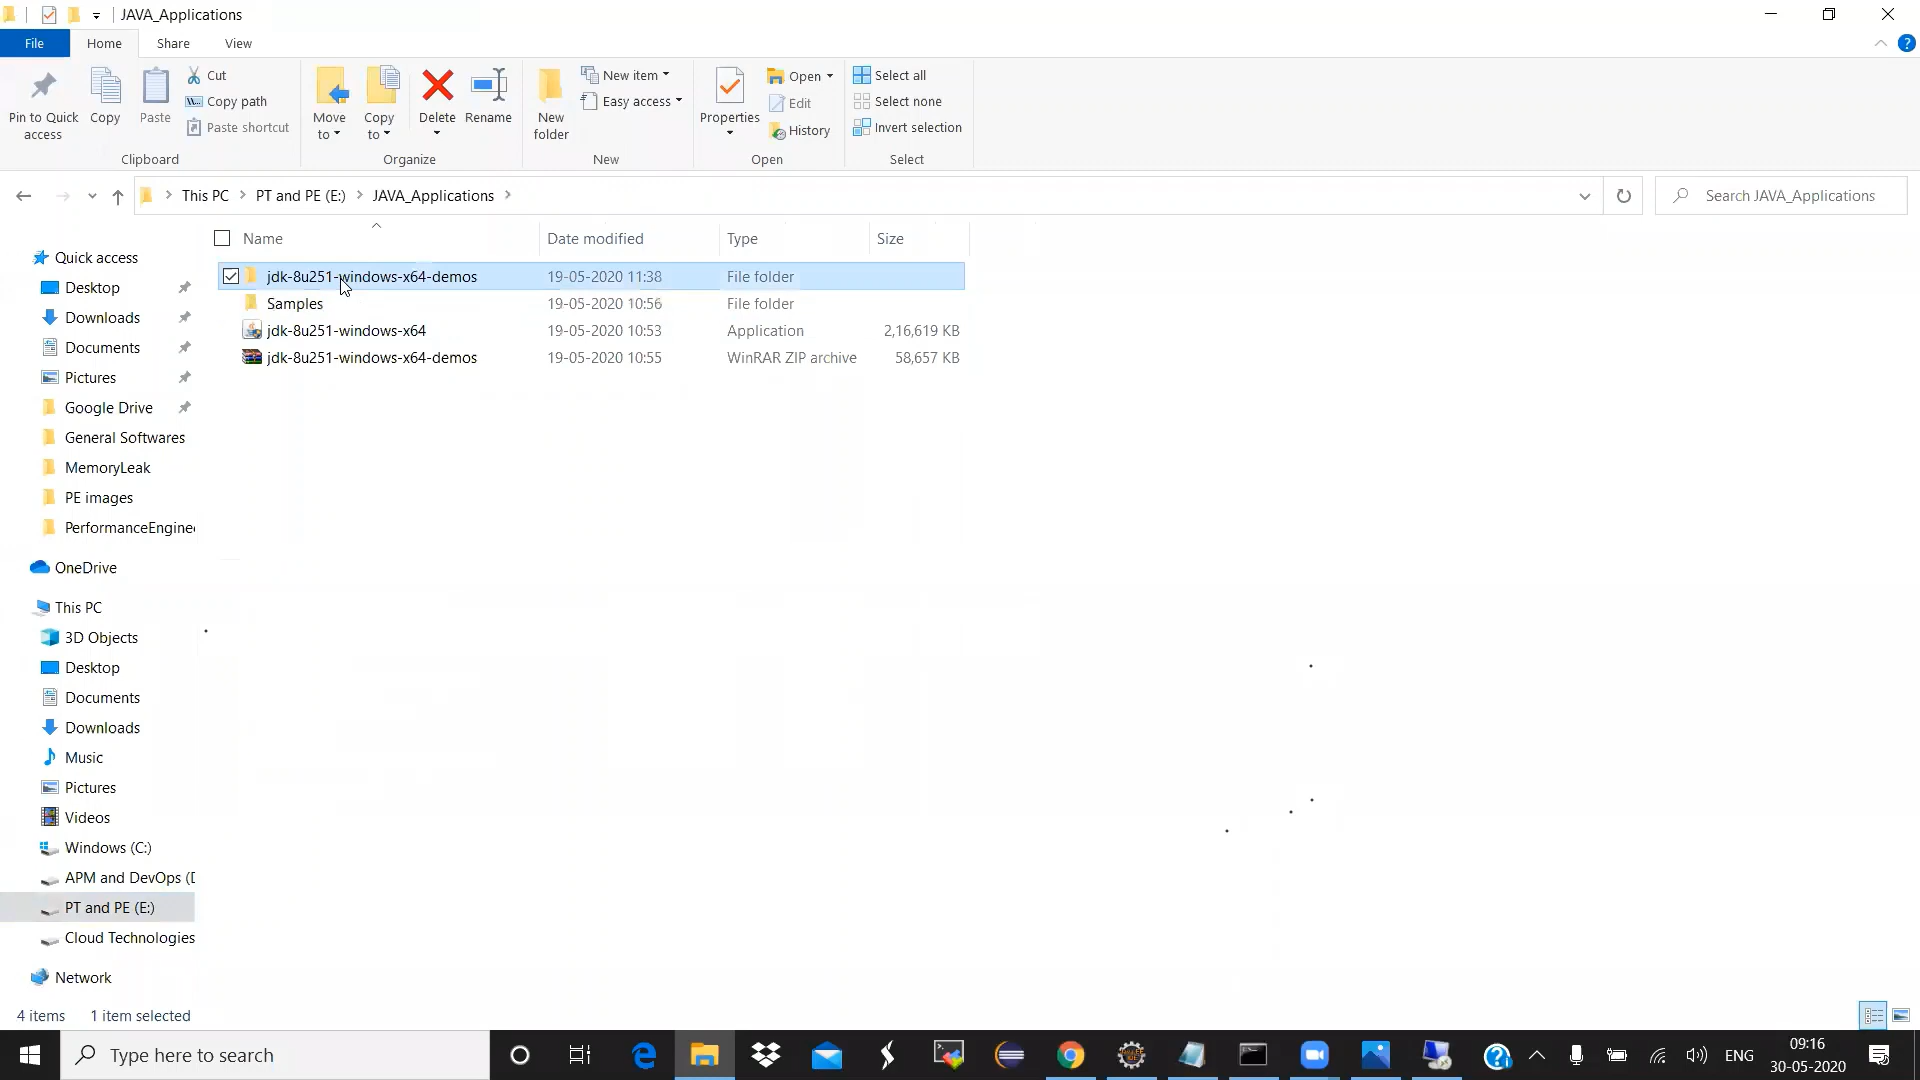 JAVA_Applications
File Home Share View
Pin to Quick access
Copy
Paste
Cut
Copy path
Paste shortcut
Clipboard
Move to
Copy to
Delete
Rename
Organize
New folder
New item
Easy access
New
Properties
Open
Edit
History
Open
Select all
Select none
Invert selection
Select
This PC > PT and PE (E:) > JAVA_Applications >
Search JAVA_Applications
Name Date modified Type Size
jdk-8u251-windows-x64-demos 19-05-2020 11:38 File folder
Samples 19-05-2020 10:56 File folder
jdk-8u251-windows-x64 19-05-2020 10:53 Application 2,16,619 KB
jdk-8u251-windows-x64-demos 19-05-2020 10:55 WinRAR ZIP archive 58,657 KB
Quick access
Desktop
Downloads
Documents
Pictures
Google Drive
General Softwares
MemoryLeak
PE images
PerformanceEnginee
OneDrive
This PC
3D Objects
Desktop
Documents
Downloads
Music
Pictures
Videos
Windows (C:)
APM and DevOps (D
PT and PE (E:)
Cloud Technologies
Network
4 items 1 item selected
Type here to search
ENG
09:16
30-05-2020